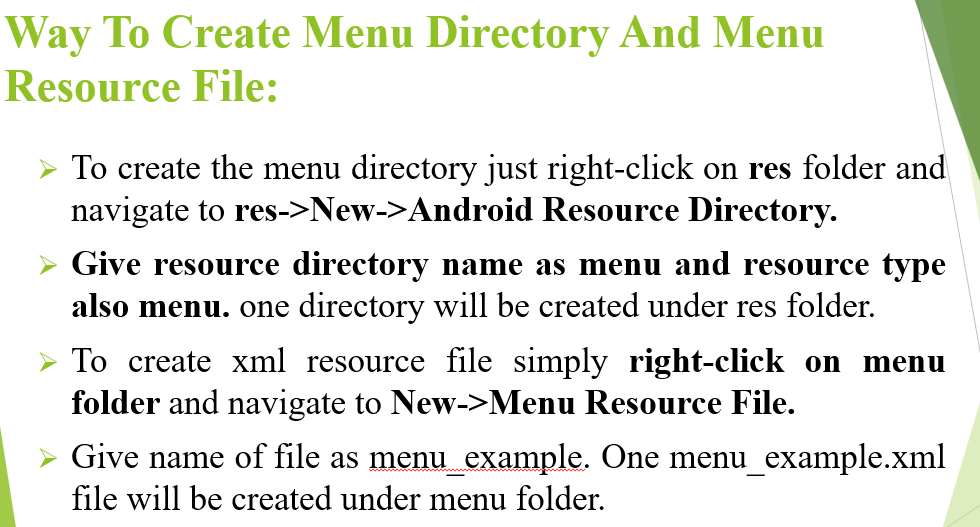 Way To Create Menu Directory And Menu
Resource File:
➢ To create the menu directory just right-click on res folder and
navigate to res->New->Android Resource Directory.
➢ Give resource directory name as menu and resource type
also menu. one directory will be created under res folder.
➢ To create xml resource file simply right-click on menu
folder and navigate to New->Menu Resource File.
➢ Give name of file as menu_example. One menu_example.xml
file will be created under menu folder.